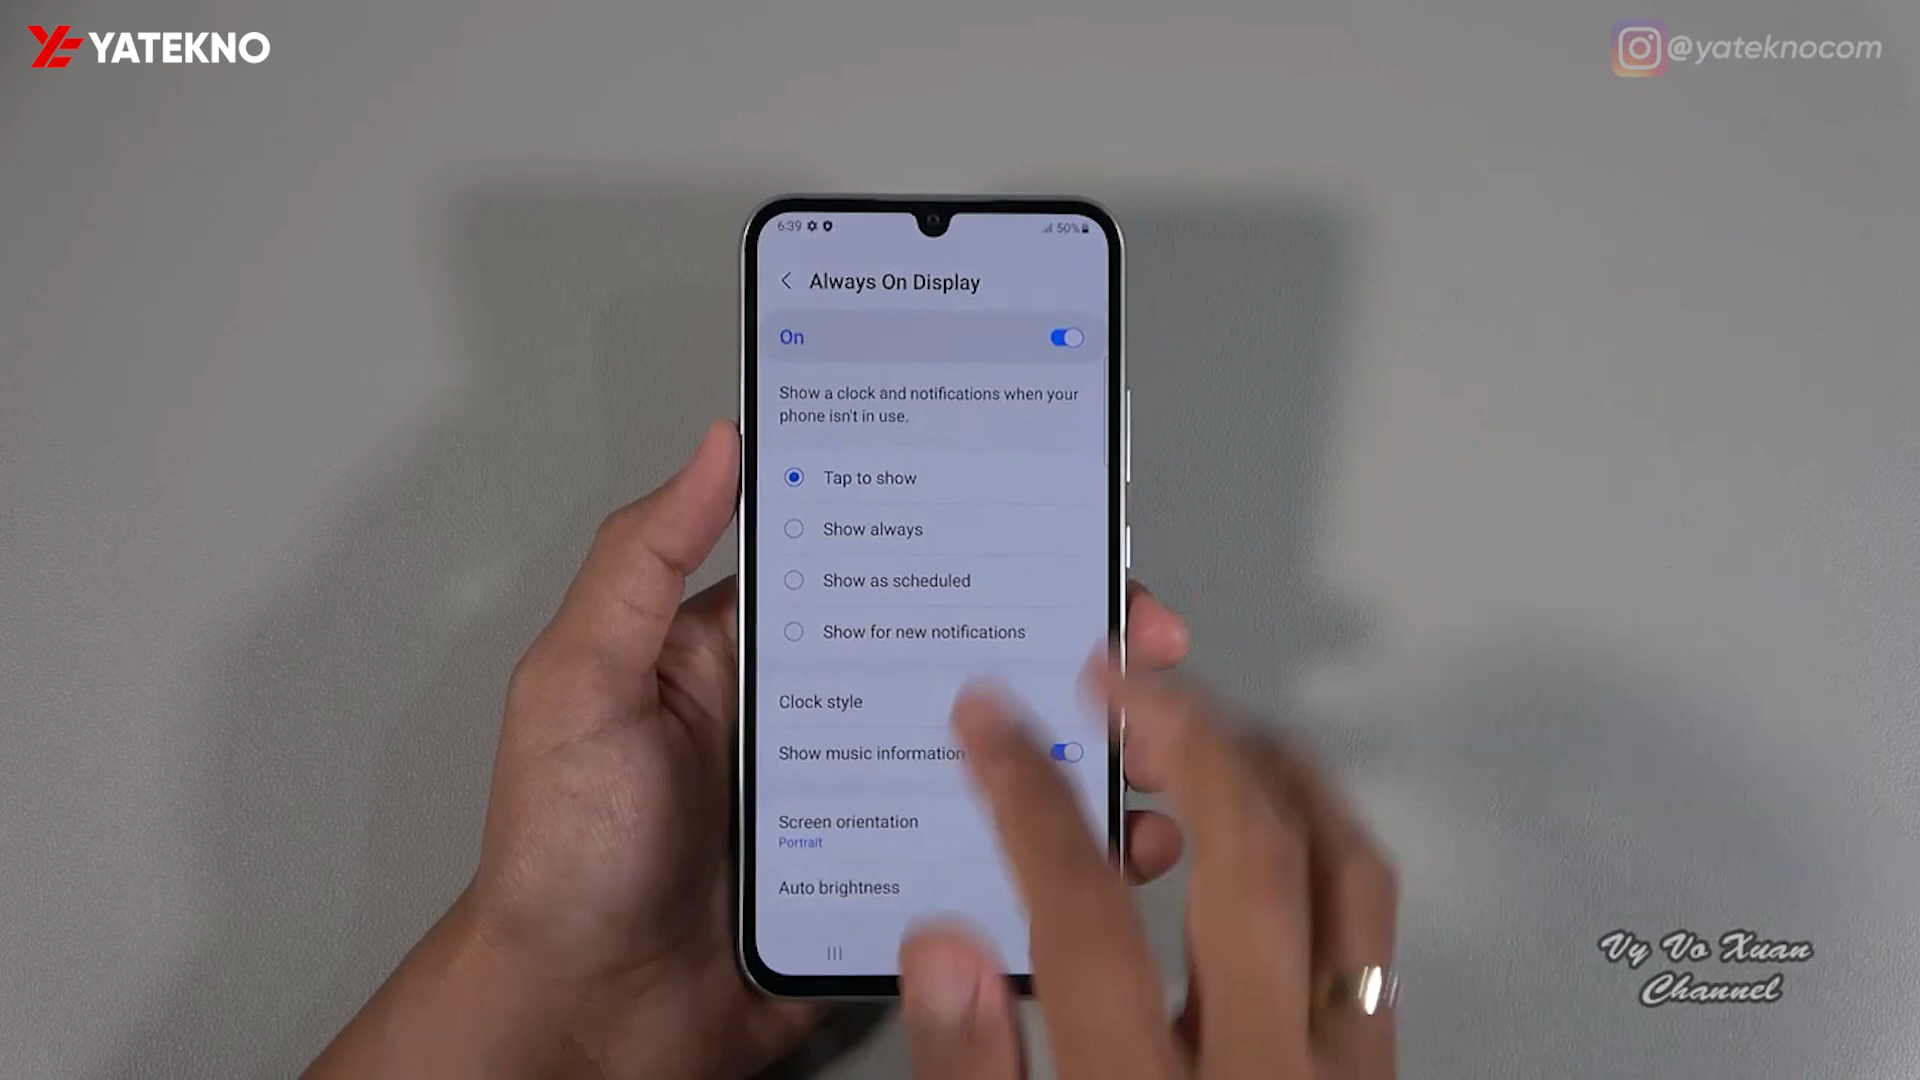 YATEKNO
@yateknocom
6:39
50%
Always On Display
On
Show a clock and notifications when your
phone isn't in use.
Tap to show
Show always
Show as scheduled
Show for new notifications
Clock style
Show music information
Screen orientation
Portrait
Auto brightness
Vy Vo Xuan
Channel